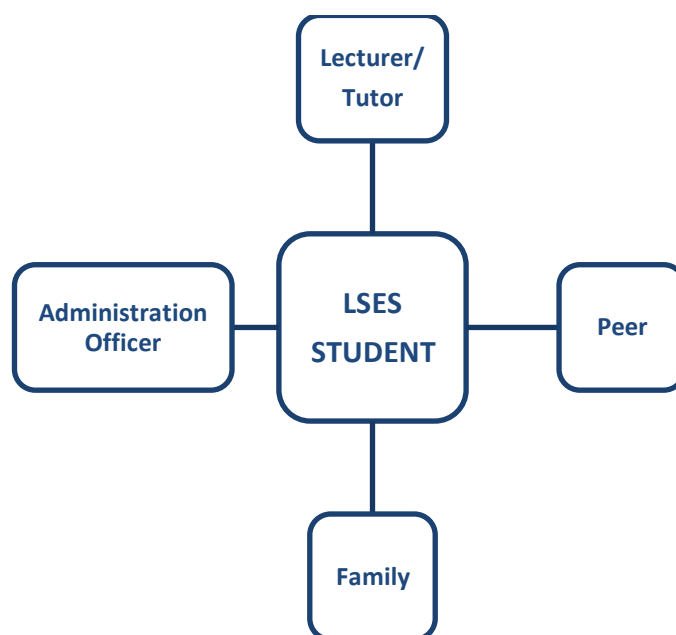 Lecturer/
Tutor
Administration
Officer
LSES
STUDENT
Peer
Family